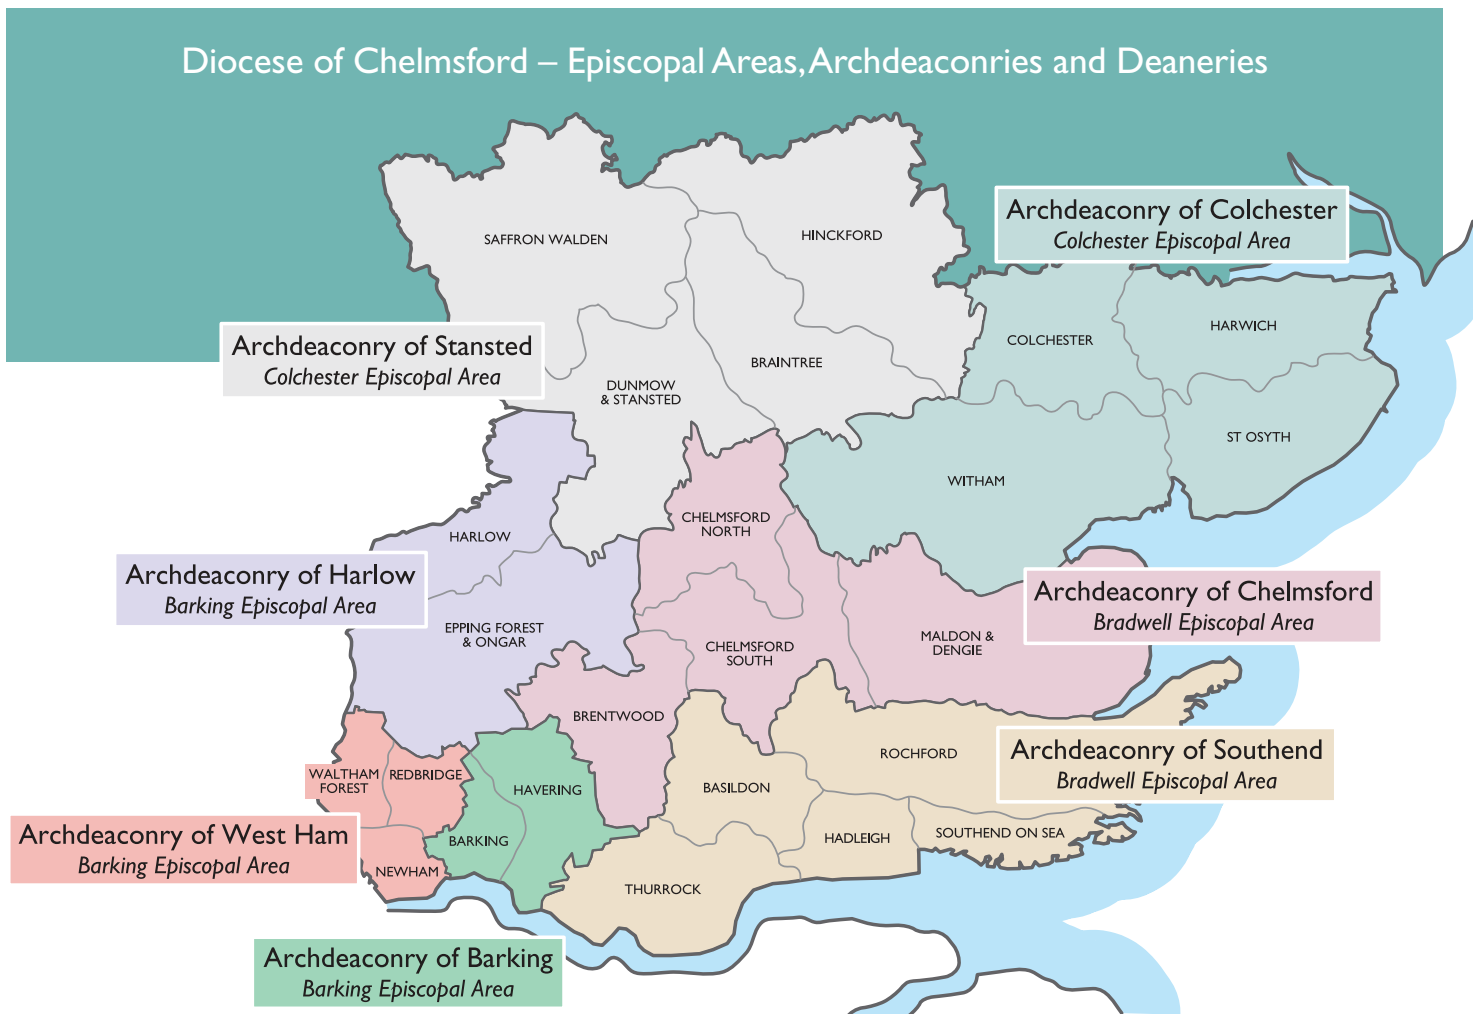 Diocese of Chelmsford – Episcopal Areas, Archdeaconries and Deaneries
Archdeaconry of Colchester
Colchester Episcopal Area
SAFFRON WALDEN
HINCKFORD
COLCHESTER
HARWICH
Archdeaconry of Stansted
Colchester Episcopal Area
BRAINTREE
DUNMOW
& STANSTED
ST OSYTH
WITHAM
CHELMSFORD
NORTH
HARLOW
Archdeaconry of Harlow
Barking Episcopal Area
Archdeaconry of Chelmsford
Bradwell Episcopal Area
EPPING FOREST
& ONGAR
CHELMSFORD
SOUTH
MALDON &
DENGIE
BRENTWOOD
ROCHFORD
Archdeaconry of Southend
Bradwell Episcopal Area
WALTHAM
FOREST
REDBRIDGE
HAVERING
BASILDON
Archdeaconry of West Ham
Barking Episcopal Area
BARKING
HADLEIGH
SOUTHEND ON SEA
NEWHAM
THURROCK
Archdeaconry of Barking
Barking Episcopal Area